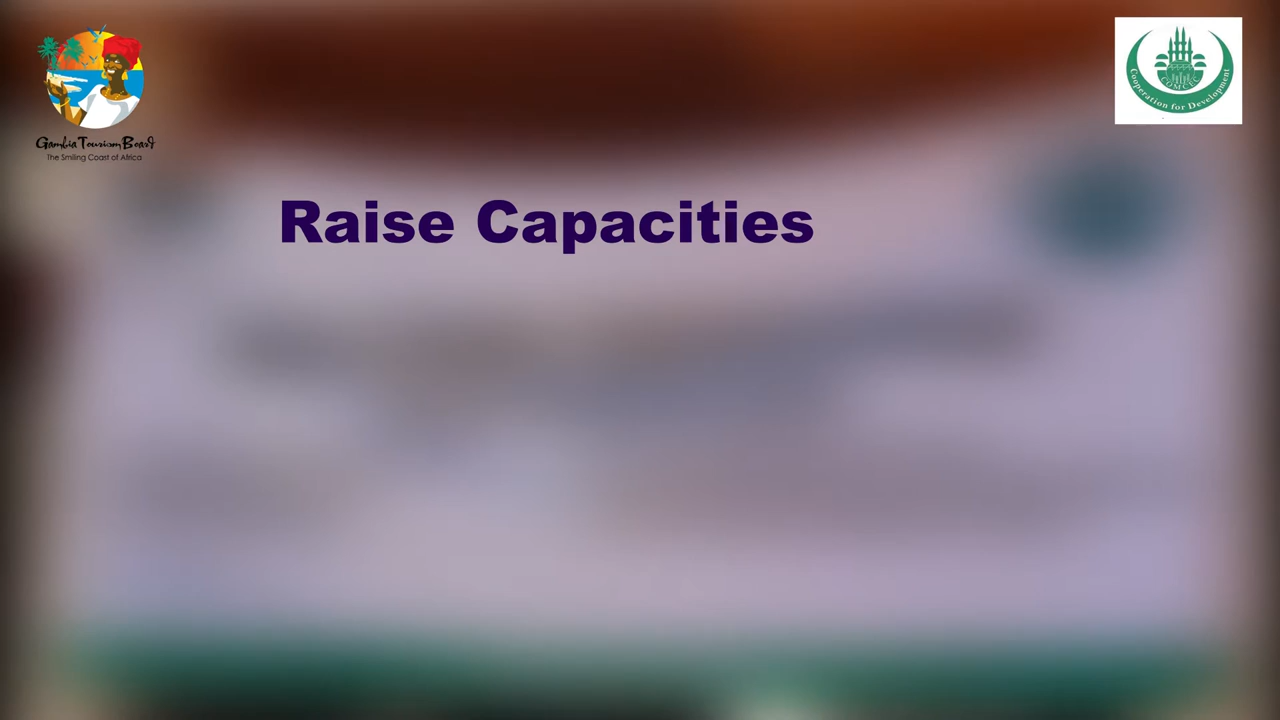 Gambia Tourism Board
The Smiling Coast of Africa
COMCEC
Cooperation for Development
Raise Capacities